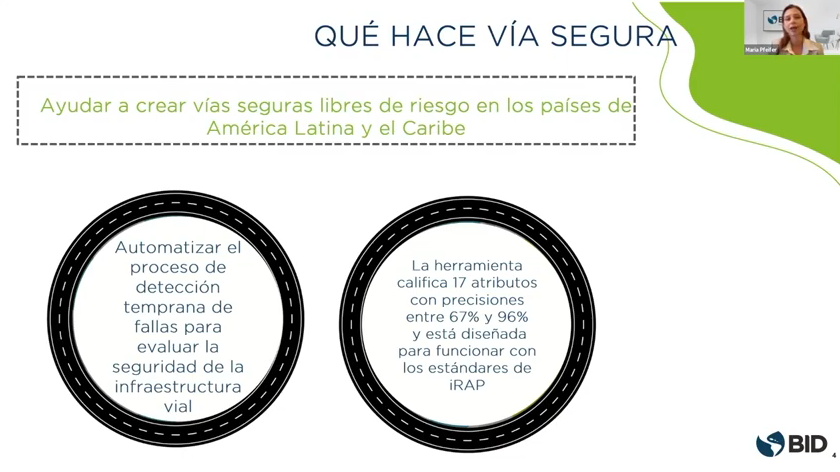 QUÉ HACE VÍA SEGURA
María Pfeifer
Ayudar a crear vías seguras libres de riesgo en los países de
América Latina y el Caribe
Automatizar el
proceso de
detección
temprana de
fallas para
evaluar la
seguridad de la
infraestructura
vial
La herramienta
califica 17 atributos
con precisiones
entre 67% y 96%
y está diseñada
para funcionar con
los estándares de
iRAP
BID
4